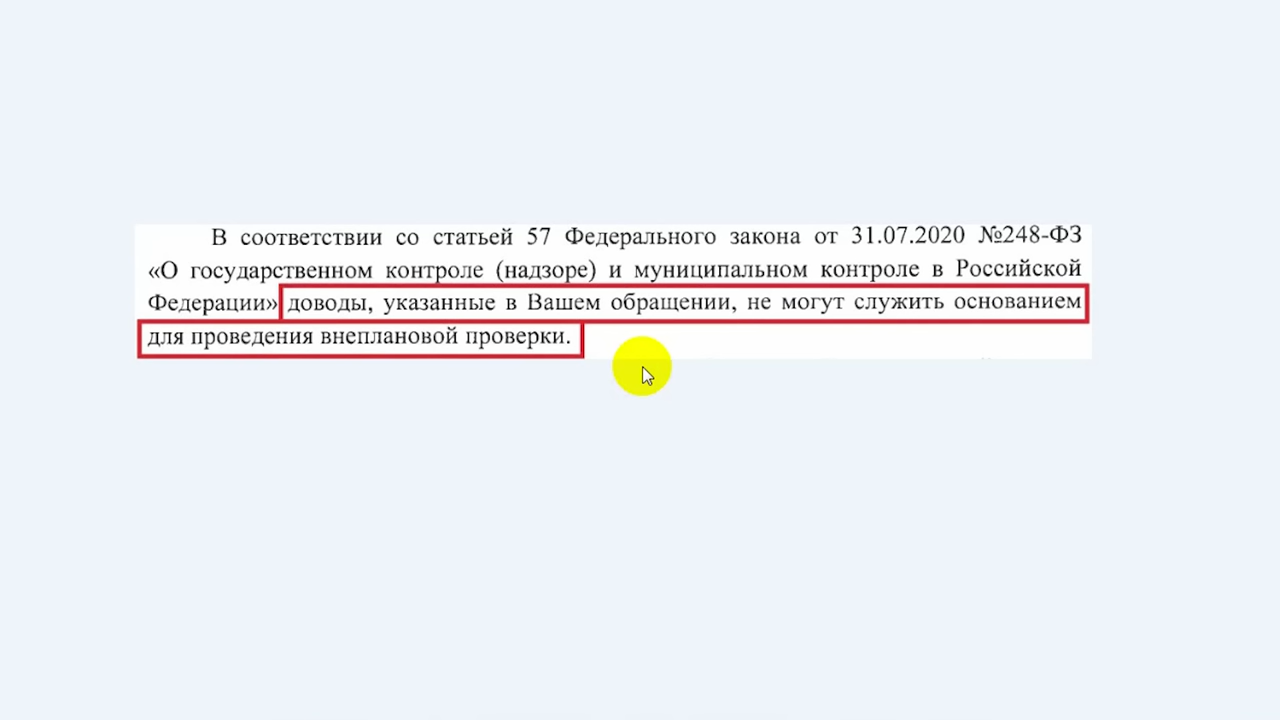 В соответствии со статьей 57 Федерального закона от 31.07.2020 №248-ФЗ
«О государственном контроле (надзоре) и муниципальном контроле в Российской
Федерации» доводы, указанные в Вашем обращении, не могут служить основанием
для проведения внеплановой проверки.